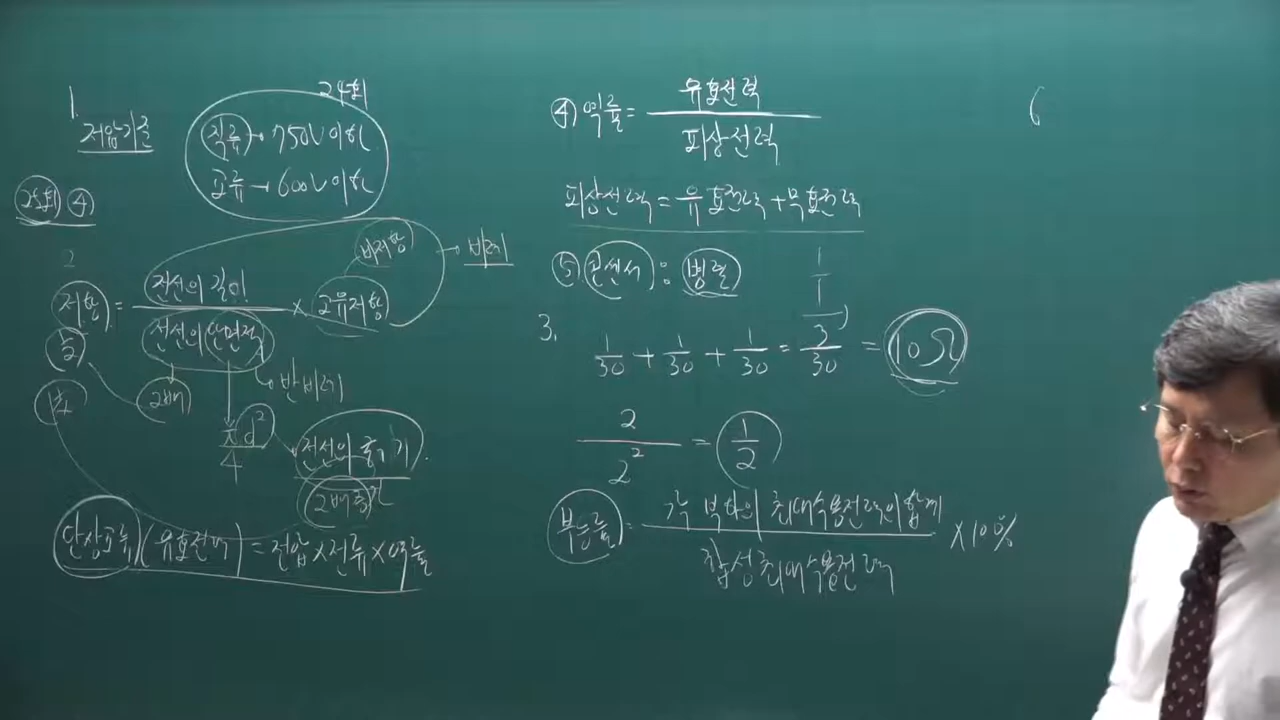 1. 저압기준
24회
직류 → 750V 이하
교류 → 600V 이하
25회 ④
2
저항 = 전선의 길이 / 전선의 단면적 × 고유저항
비저항
→ 비례
1/2
2배
반비례
π d² / 4
전선의 굵기
2배
단상교류 (유효전력) = 전압 × 전류 × 역률
④ 역률 = 유효전력 / 피상전력
피상전력 = 유효전력 + 무효전력
⑤ 콘센서 : 병렬
3.
1/30 + 1/30 + 1/30 = 3/30 = 10Ω
2 / 2² = 1/2
부등률 = 각 부하의 최대수용전력의 합계 / 합성최대수용전력 × 100%
6